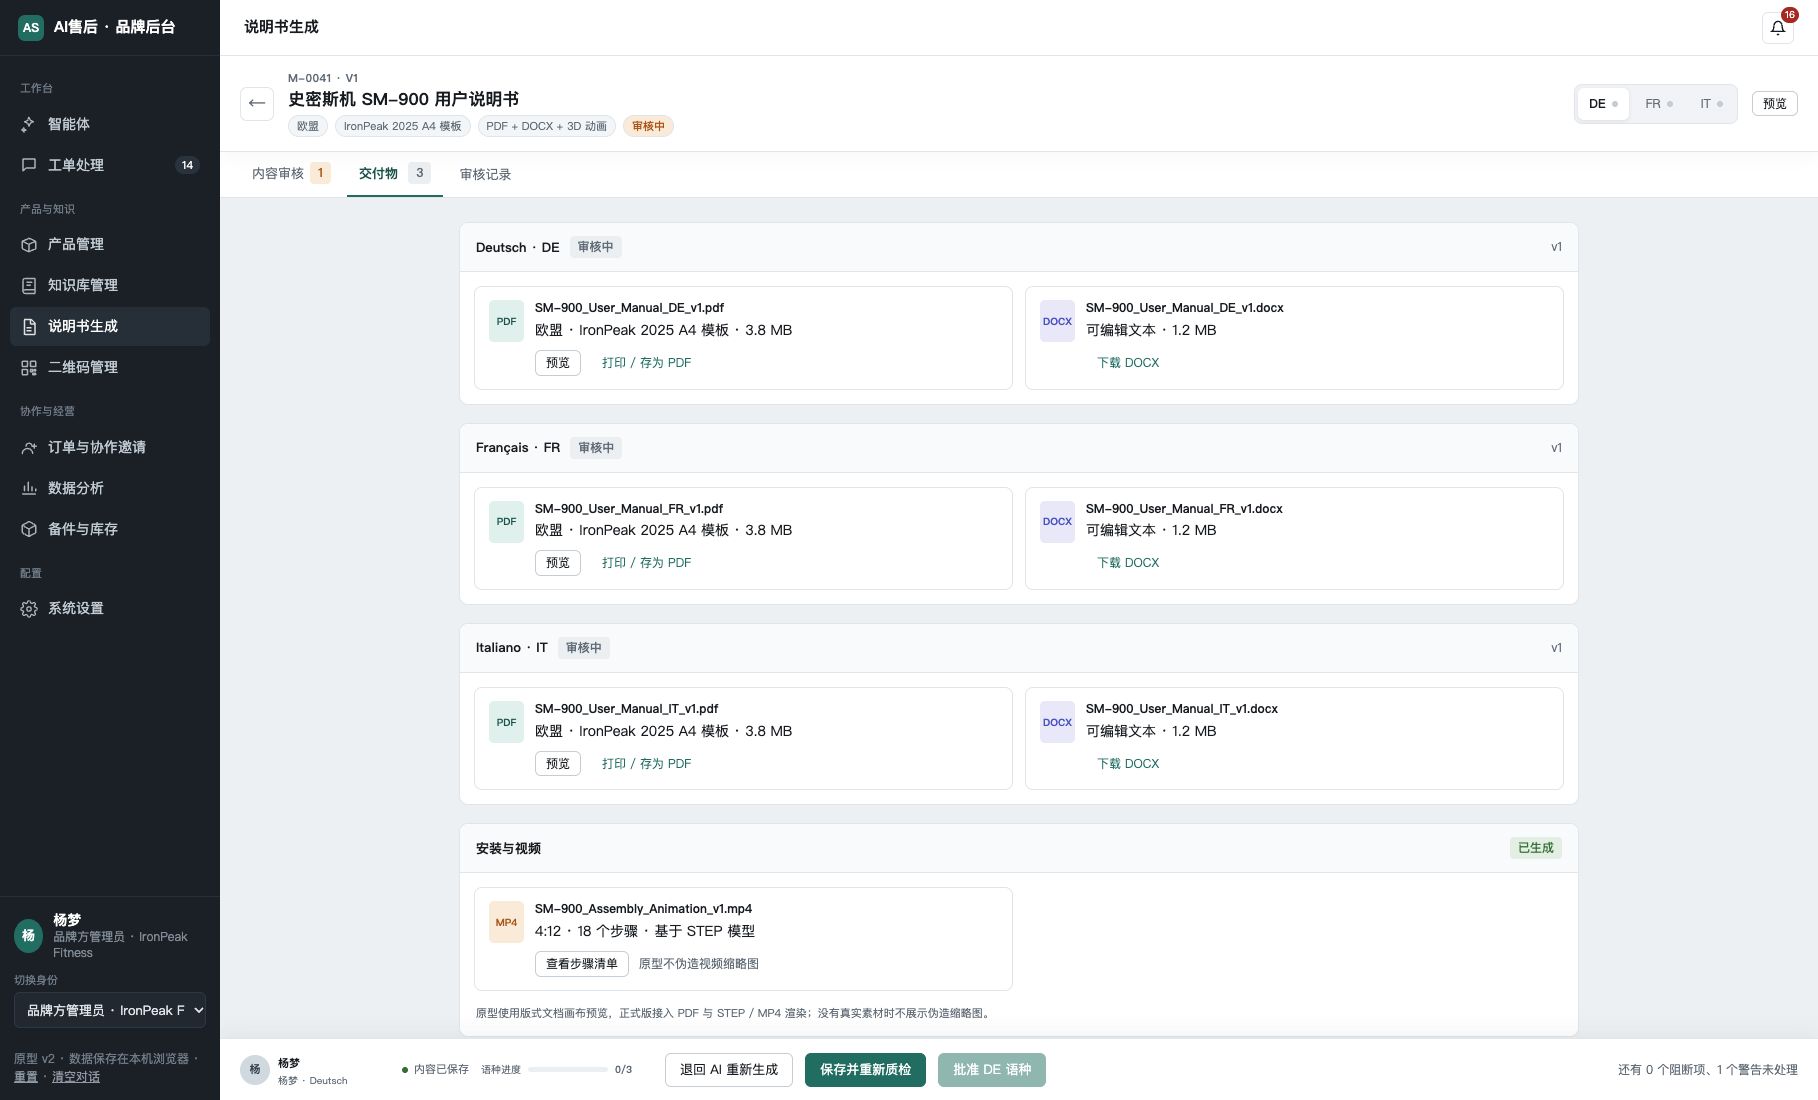 AS AI售后 · 品牌后台
工作台
智能体
工单处理 14
产品与知识
产品管理
知识库管理
说明书生成
二维码管理
协作与经营
订单与协作邀请
数据分析
备件与库存
配置
系统设置
杨 杨梦
品牌方管理员 · IronPeak
Fitness
切换身份
品牌方管理员 · IronPeak F
原型 v2 · 数据保存在本机浏览器 ·
重置 · 清空对话
说明书生成
16
M-0041 · V1
史密斯机 SM-900 用户说明书
欧盟 IronPeak 2025 A4 模板 PDF + DOCX + 3D 动画 审核中
DE FR IT 预览
内容审核 1 交付物 3 审核记录
Deutsch · DE 审核中 v1
PDF SM-900_User_Manual_DE_v1.pdf
欧盟 · IronPeak 2025 A4 模板 · 3.8 MB
预览 打印 / 存为 PDF
DOCX SM-900_User_Manual_DE_v1.docx
可编辑文本 · 1.2 MB
下载 DOCX
Français · FR 审核中 v1
PDF SM-900_User_Manual_FR_v1.pdf
欧盟 · IronPeak 2025 A4 模板 · 3.8 MB
预览 打印 / 存为 PDF
DOCX SM-900_User_Manual_FR_v1.docx
可编辑文本 · 1.2 MB
下载 DOCX
Italiano · IT 审核中 v1
PDF SM-900_User_Manual_IT_v1.pdf
欧盟 · IronPeak 2025 A4 模板 · 3.8 MB
预览 打印 / 存为 PDF
DOCX SM-900_User_Manual_IT_v1.docx
可编辑文本 · 1.2 MB
下载 DOCX
安装与视频 已生成
MP4 SM-900_Assembly_Animation_v1.mp4
4:12 · 18 个步骤 · 基于 STEP 模型
查看步骤清单 原型不伪造视频缩略图
原型使用版式文档画布预览，正式版接入 PDF 与 STEP / MP4 渲染；没有真实素材时不展示伪造缩略图。
杨 杨梦
杨梦 · Deutsch
内容已保存 语种进度 0/3
退回 AI 重新生成 保存并重新质检 批准 DE 语种
还有 0 个阻断项、1 个警告未处理